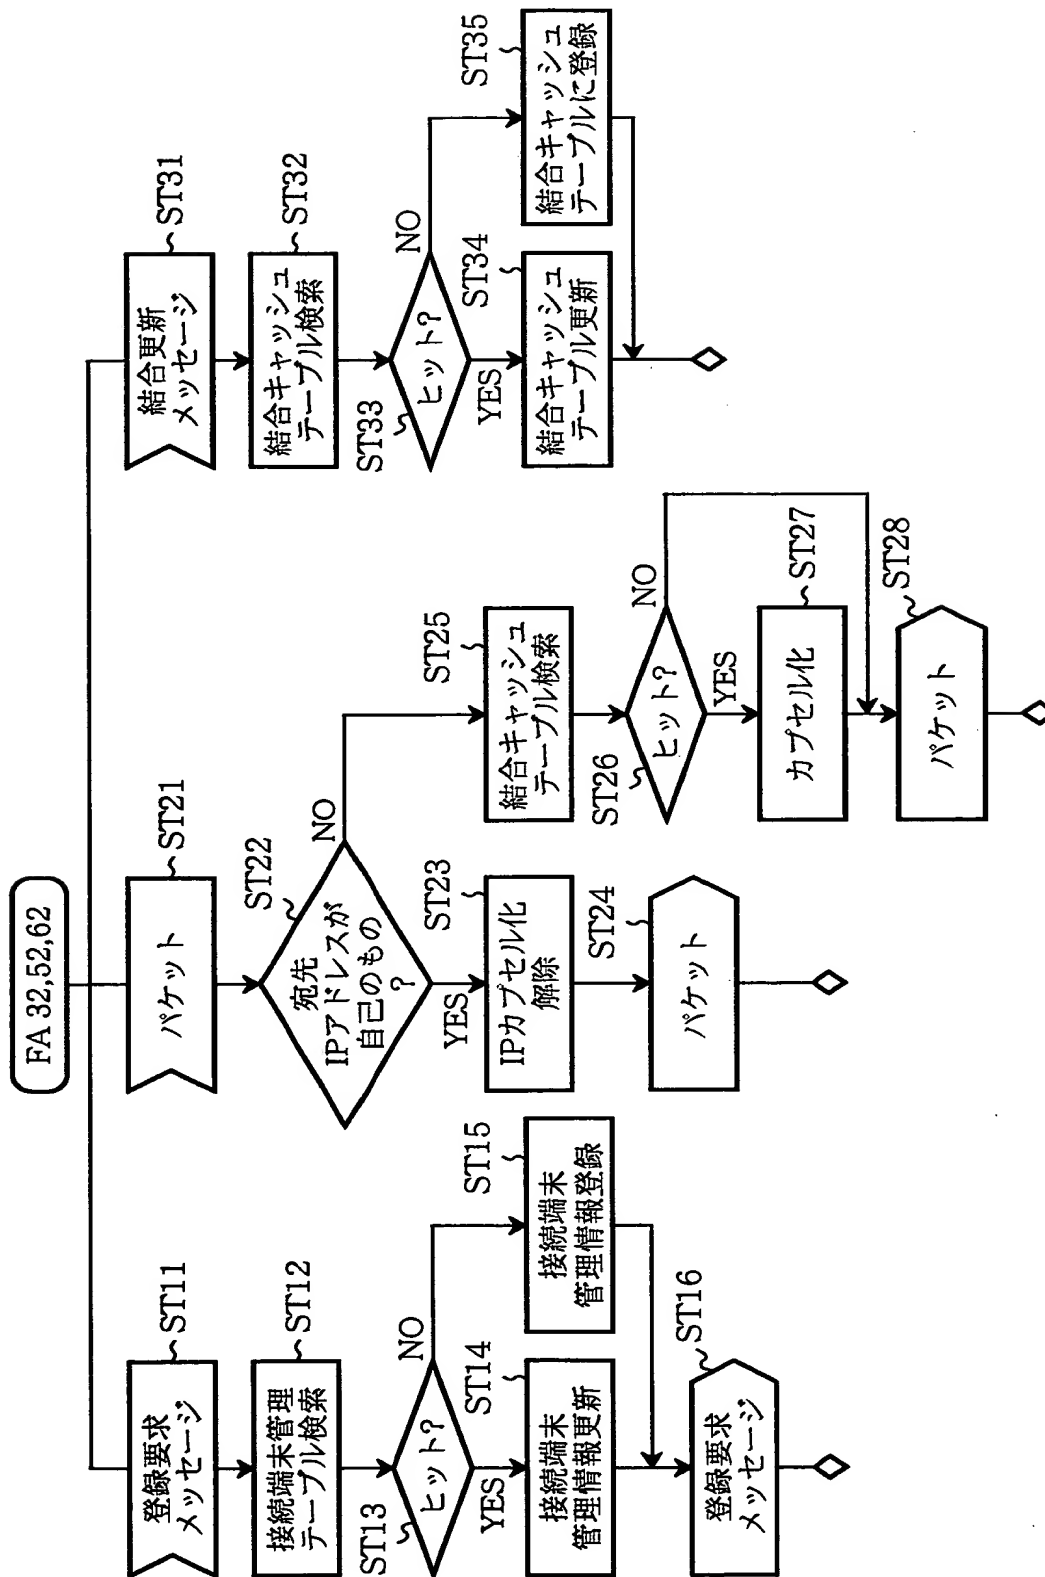 FA 32,52,62
登録要求
メッセージ
ST11
接続端末管理
テーブル検索
ST12
ヒット?
ST13
NO
YES
接続端末
管理情報更新
ST14
接続端末
管理情報登録
ST15
登録要求
メッセージ
ST16
パケット
ST21
宛先
IPアドレスが
自己のもの
?
ST22
NO
YES
IPカプセル化
解除
ST23
パケット
ST24
結合キャッシュ
テーブル検索
ST25
ヒット?
ST26
NO
YES
カプセル化
ST27
パケット
ST28
結合更新
メッセージ
ST31
結合キャッシュ
テーブル検索
ST32
ヒット?
ST33
NO
YES
結合キャッシュ
テーブル更新
ST34
結合キャッシュ
テーブルに登録
ST35